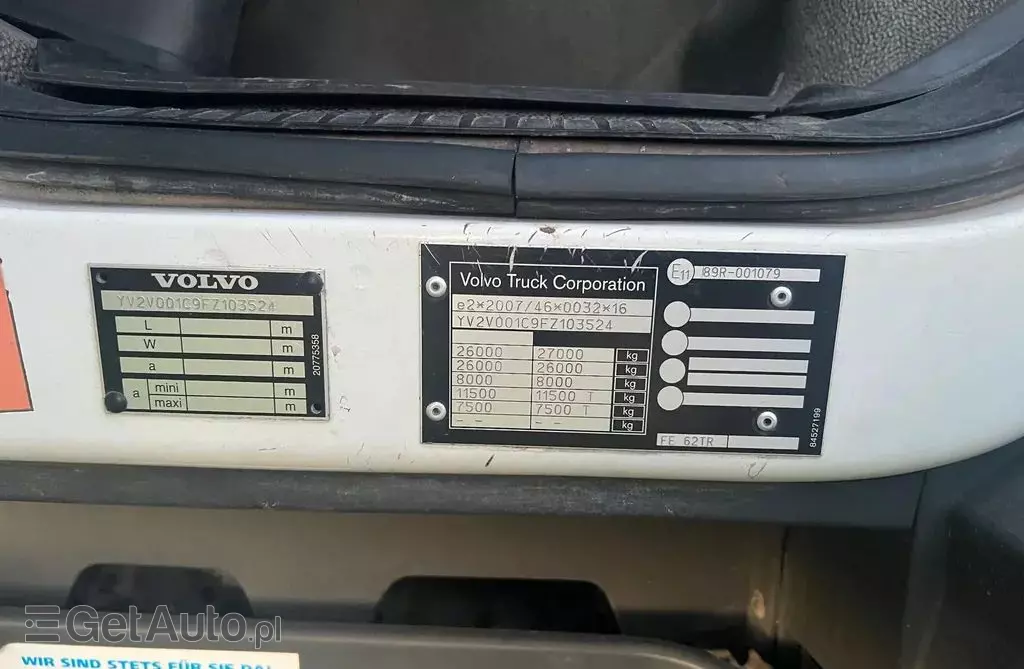 VOLVO
YV2V001C9FZ103524
L m
W m
a m
a mini m
maxi m
20775358
Volvo Truck Corporation
e2*2007/46*0032*16
YV2V001C9FZ103524
26000 27000 kg
26000 26000 kg
8000 8000 kg
11500 11500 T kg
7500 7500 T kg
- - - - kg
E11 89R-001079
FE 62TR
84527199
GetAuto.pl
WIR SIND STETS FÜR SIE DA!